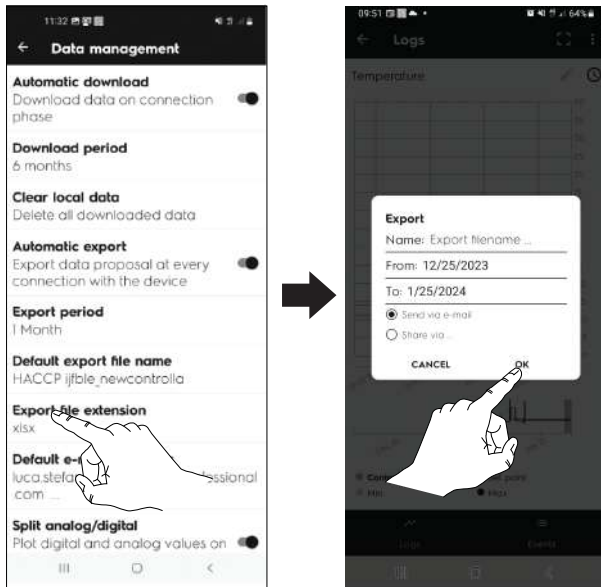 11:32
Data management
Automatic download
Download data on connection
phase
Download period
6 months
Clear local data
Delete all downloaded data
Automatic export
Export data proposal at every
connection with the device
Export period
1 Month
Default export file name
HACCP ijfble_newcontrolla
Export file extension
xlsx
Default e-
luca.stefa
essional
.com ...
Split analog/digital
Plot digital and analog values on
09:51
64%
Logs
Temperature
Export
Name: Export filename ...
From: 12/25/2023
To: 1/25/2024
Send via e-mail
Share via ...
CANCEL OK
point
Min
Max
Logs
Events